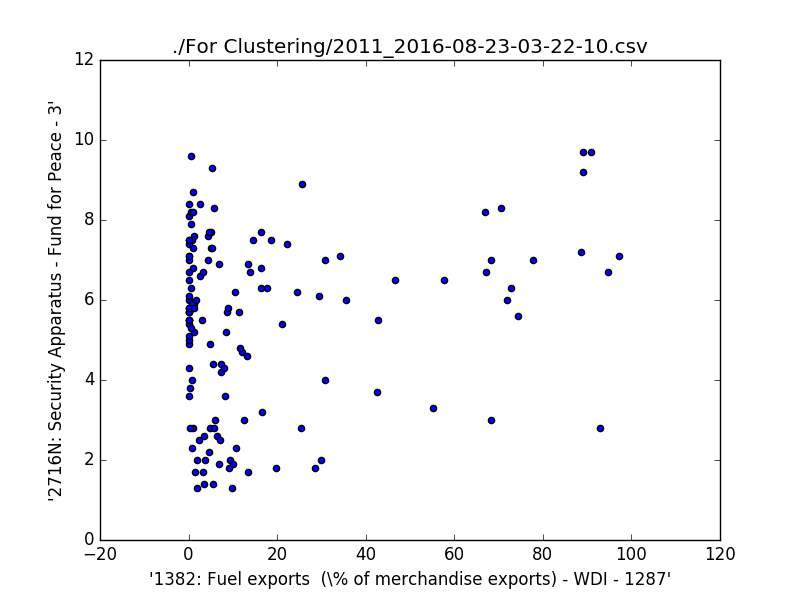 ./For Clustering/2011_2016-08-23-03-22-10.csv
12
10
8
6
4
2
0
'2716N: Security Apparatus - Fund for Peace - 3'
−20 0 20 40 60 80 100 120
'1382: Fuel exports (\% of merchandise exports) - WDI - 1287'